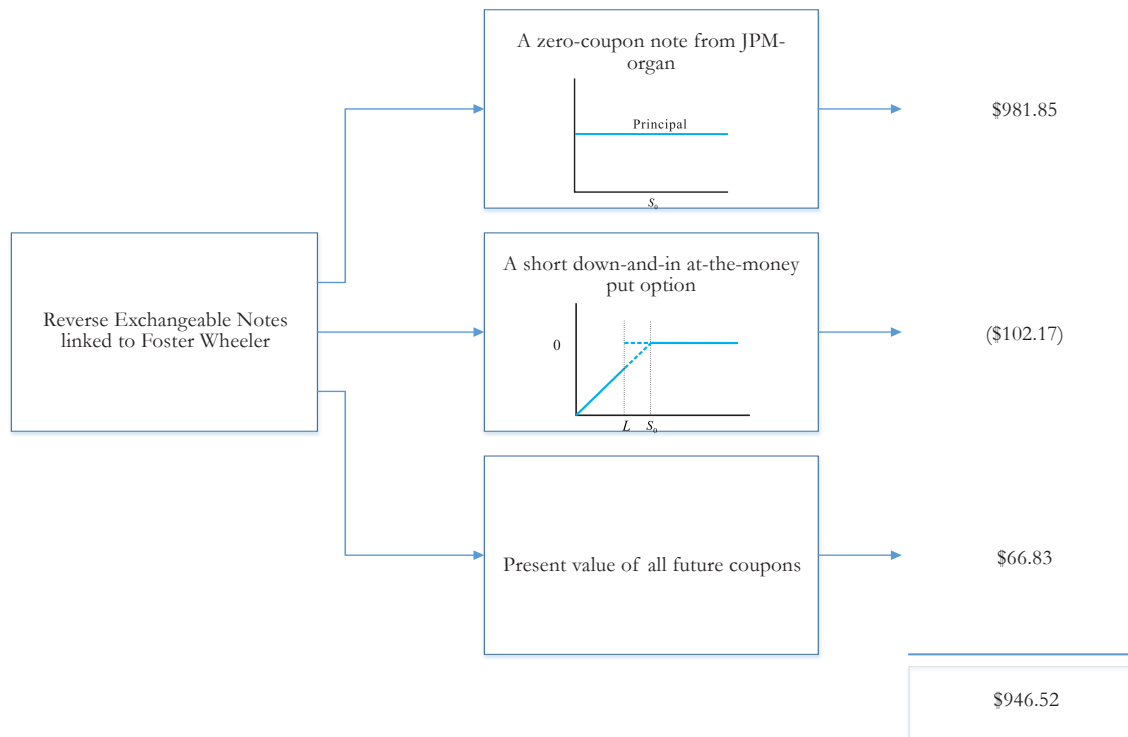 A zero-coupon note from JPM-
organ
Principal
S₀
$981.85
Reverse Exchangeable Notes
linked to Foster Wheeler
A short down-and-in at-the-money
put option
0
L S₀
($102.17)
Present value of all future coupons
$66.83
$946.52